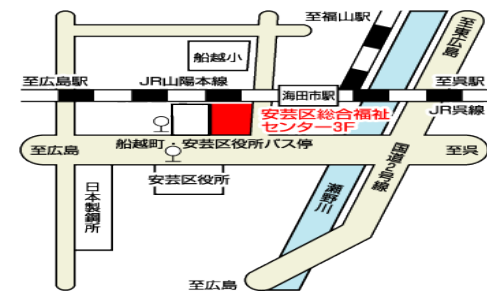 至福山駅
至東広島
船越小
至広島駅
JR山陽本線
海田市駅
至呉駅
JR呉線
安芸区総合福祉
センター3F
船越町・安芸区役所バス停
至広島
至呉
安芸区役所
国道2号線
瀬野川
日本製鋼所
至広島